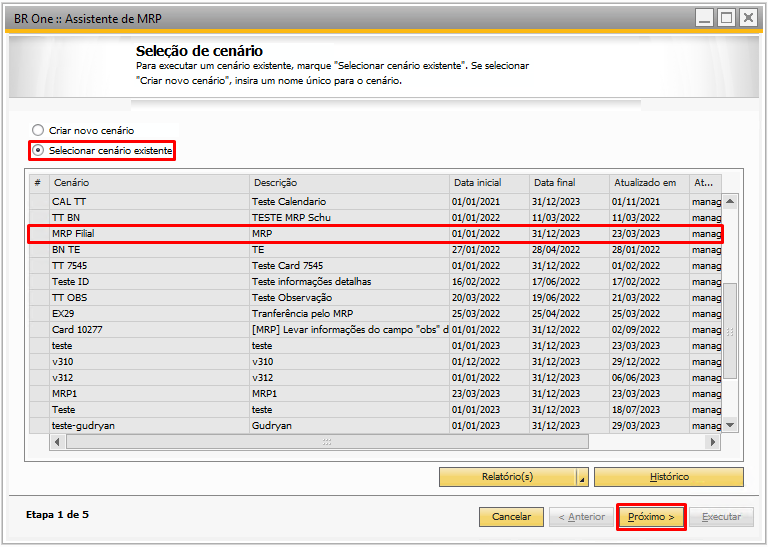 BR One :: Assistente de MRP
Seleção de cenário
Para executar um cenário existente, marque "Selecionar cenário existente". Se selecionar
"Criar novo cenário", insira um nome único para o cenário.
Criar novo cenário
Selecionar cenário existente
# Cenário Descrição Data inicial Data final Atualizado em At...
CAL TT Teste Calendario 01/01/2021 31/12/2023 01/11/2021 manag
TT BN TESTE MRP Schu 01/01/2022 11/03/2022 11/03/2022 manag
MRP Filial MRP 01/01/2022 31/12/2023 23/03/2023 manag
BN TE TE 27/01/2022 28/04/2022 28/01/2022 manag
TT 7545 Teste Card 7545 01/01/2022 31/12/2023 01/02/2022 manag
Teste ID Teste informações detalhas 16/02/2022 17/06/2022 17/02/2022 manag
TT OBS Teste Observação 20/03/2022 19/06/2022 21/03/2022 manag
EX29 Tranferência pelo MRP 25/03/2022 25/04/2022 25/03/2022 manag
Card 10277 [MRP] Levar informações do campo "obs" d 01/01/2022 31/12/2022 02/09/2022 manag
teste teste 01/01/2023 31/12/2023 23/03/2023 manag
v310 v310 01/12/2022 31/12/2023 29/12/2022 manag
v312 v312 01/01/2022 31/12/2023 06/06/2023 manag
MRP1 MRP1 23/03/2023 31/12/2023 23/03/2023 manag
Teste teste 01/01/2023 31/12/2023 18/07/2023 manag
teste-gudryan Gudryan 01/01/2023 31/12/2023 29/03/2023 manag
Relatório(s) Histórico
Etapa 1 de 5 Cancelar < Anterior Próximo > Executar